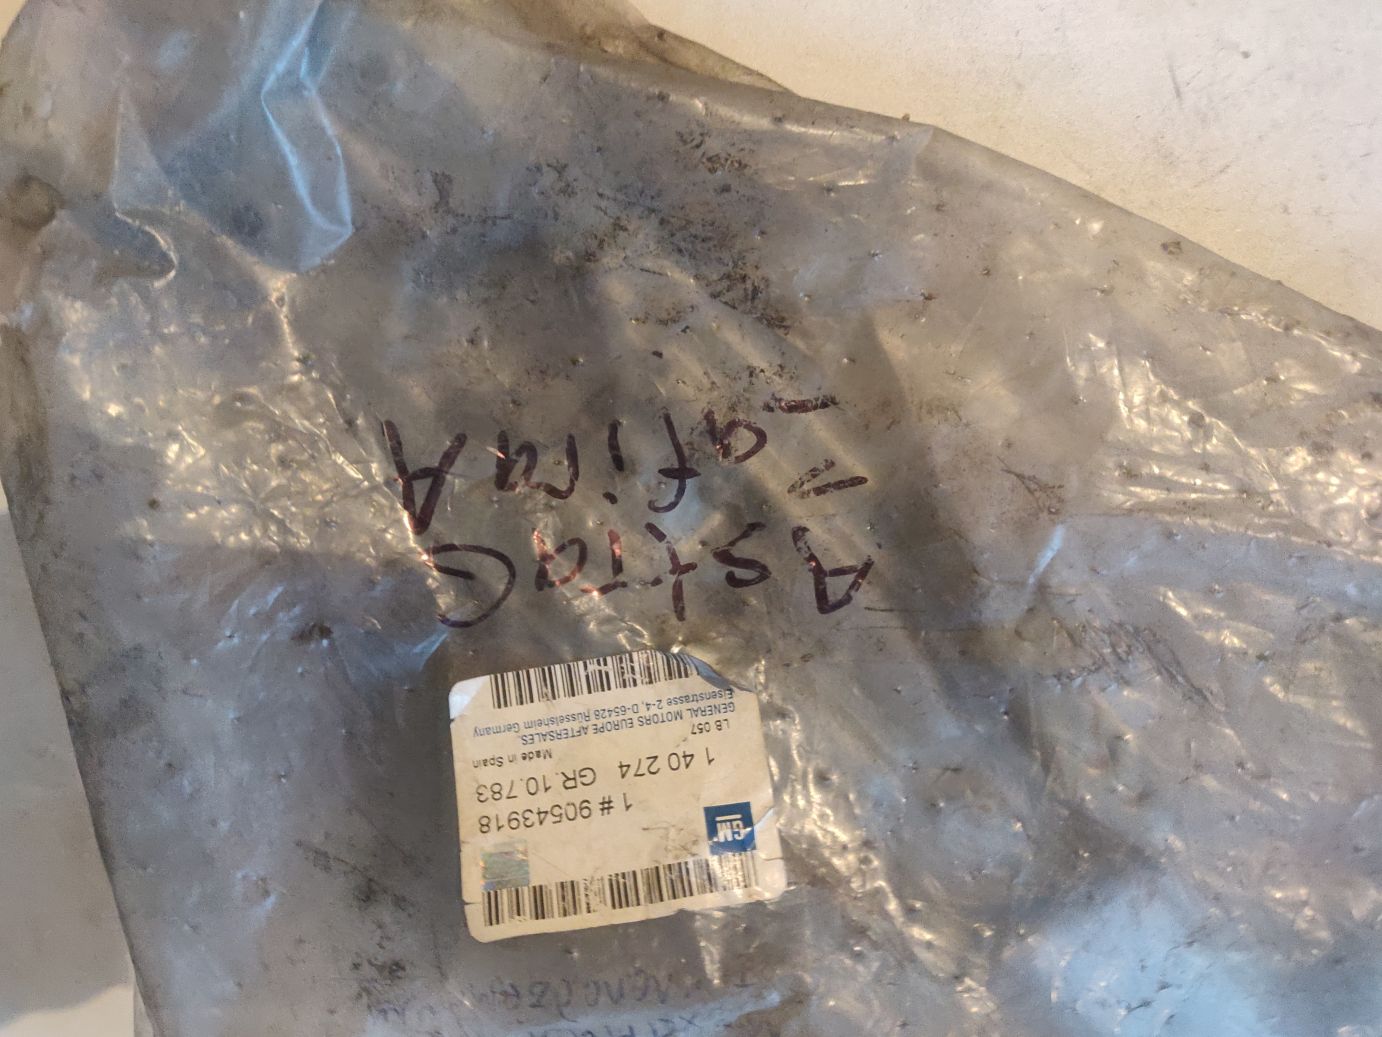 GM
1 # 90543918
1 40 274 GR.10.783
LB 057 Made in Spain
GENERAL MOTORS EUROPE AFTERSALES.
Eisenstrasse 2-4, D-65428 Rüsselsheim Germany
Astra G
Zafira A